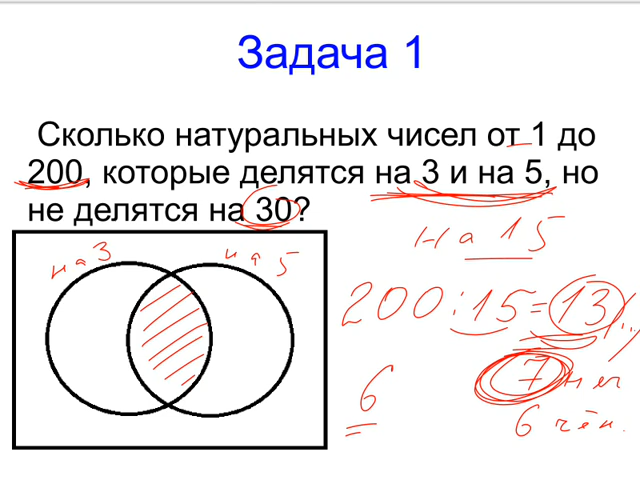 Задача 1
Сколько натуральных чисел от 1 до
200, которые делятся на 3 и на 5, но
не делятся на 30?
на 3
на 5
на 15
200:15=13,...
7 неч
6 6 чёт.